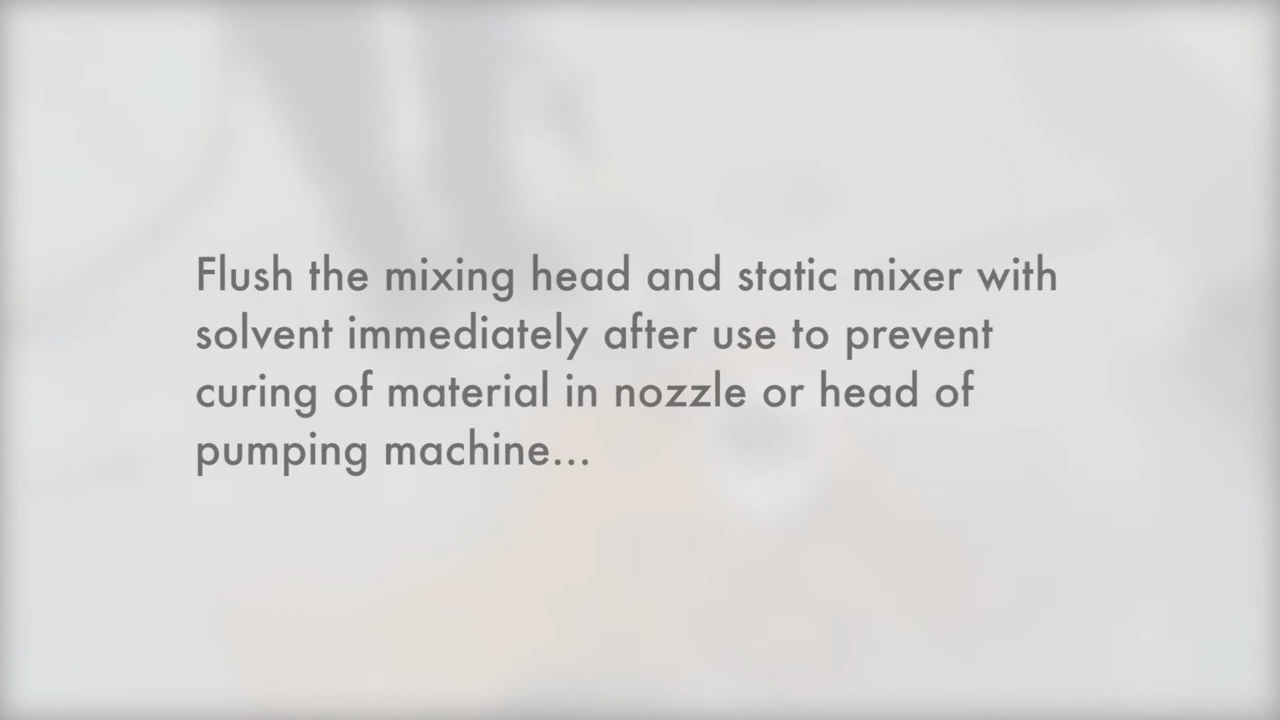 Flush the mixing head and static mixer with
solvent immediately after use to prevent
curing of material in nozzle or head of
pumping machine...